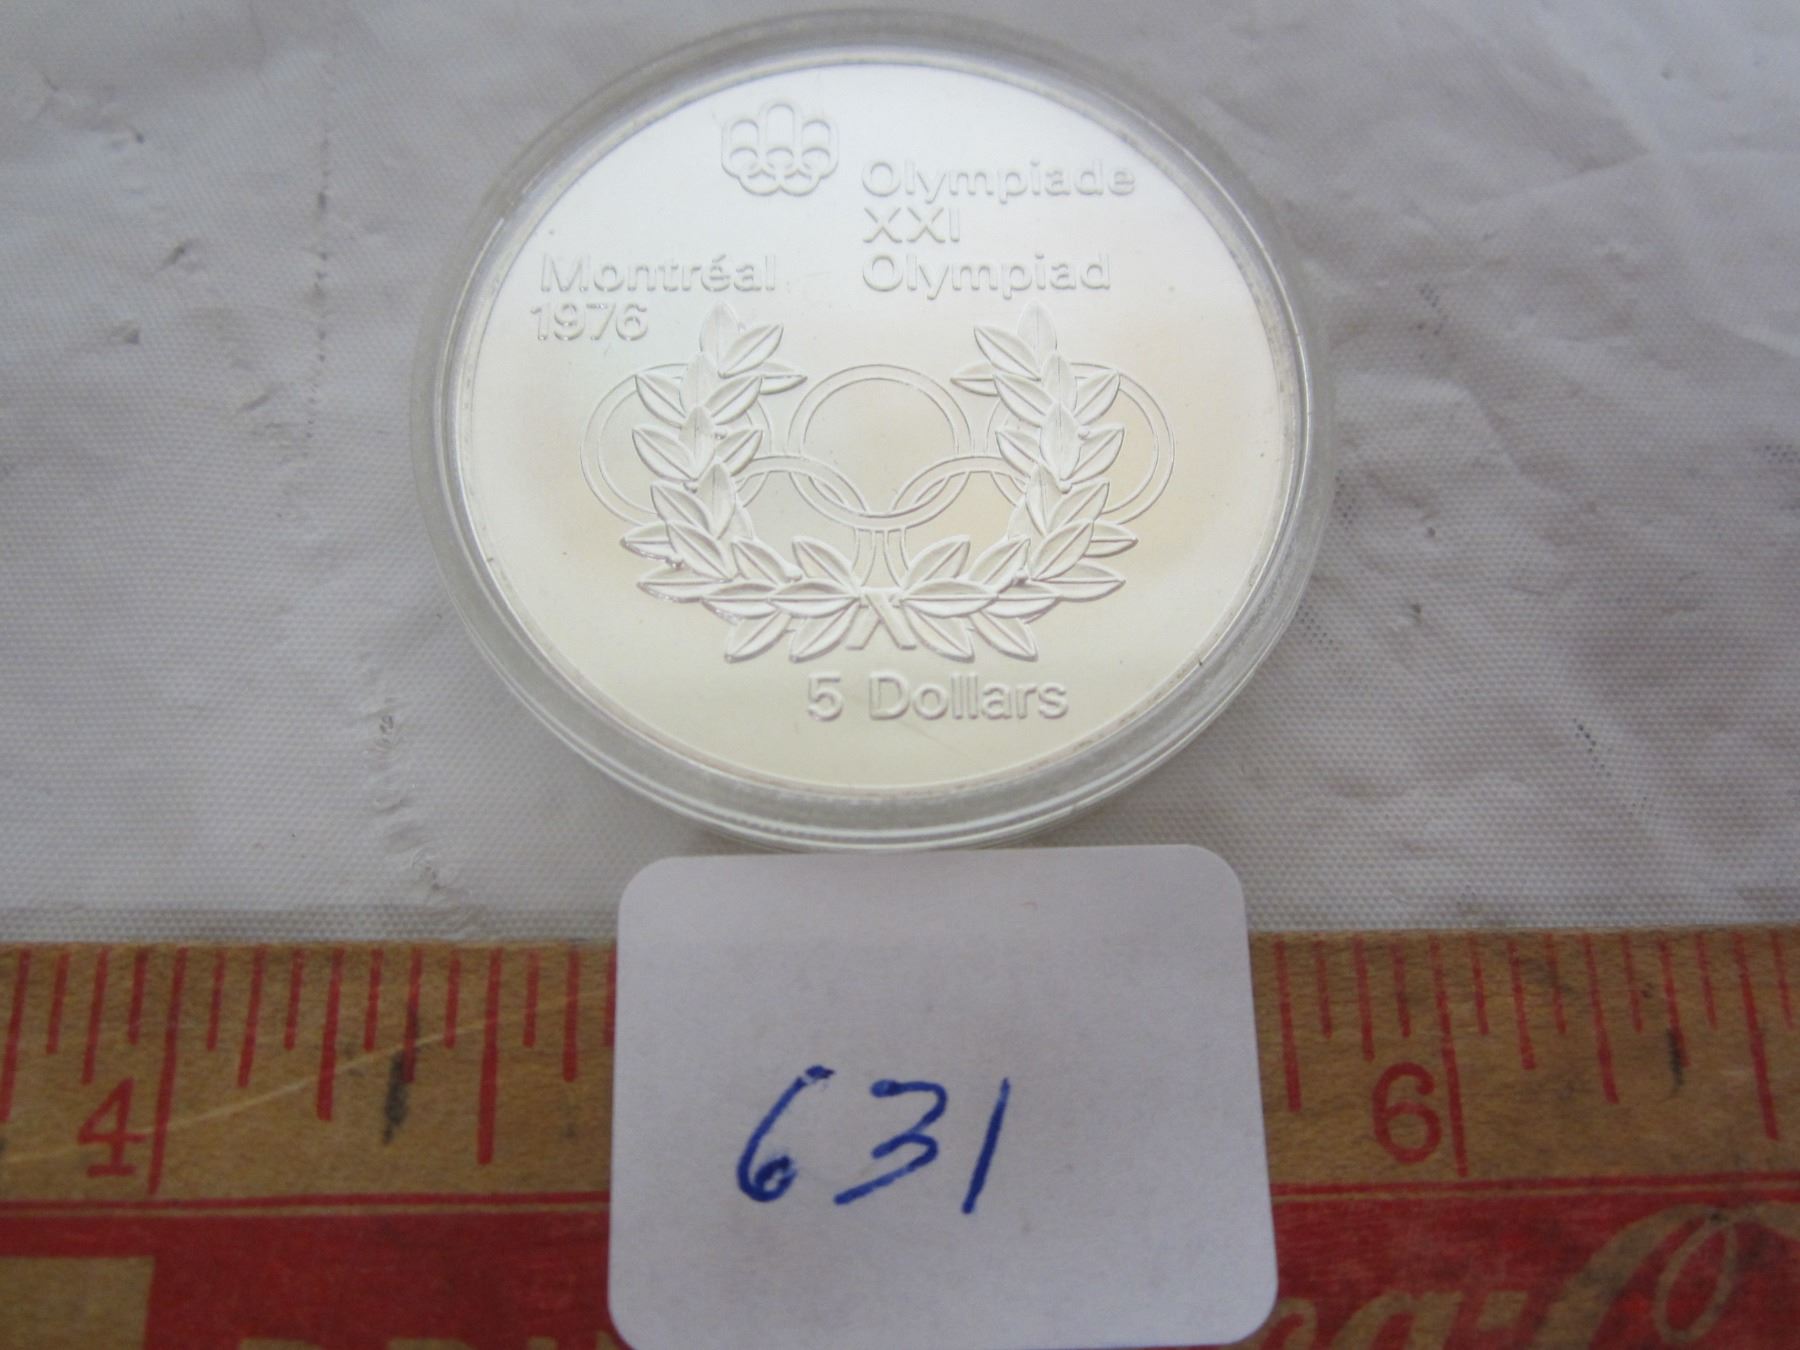 Olympiade
XXI
Olympiad
Montréal
1976
5 Dollars
631
4
6